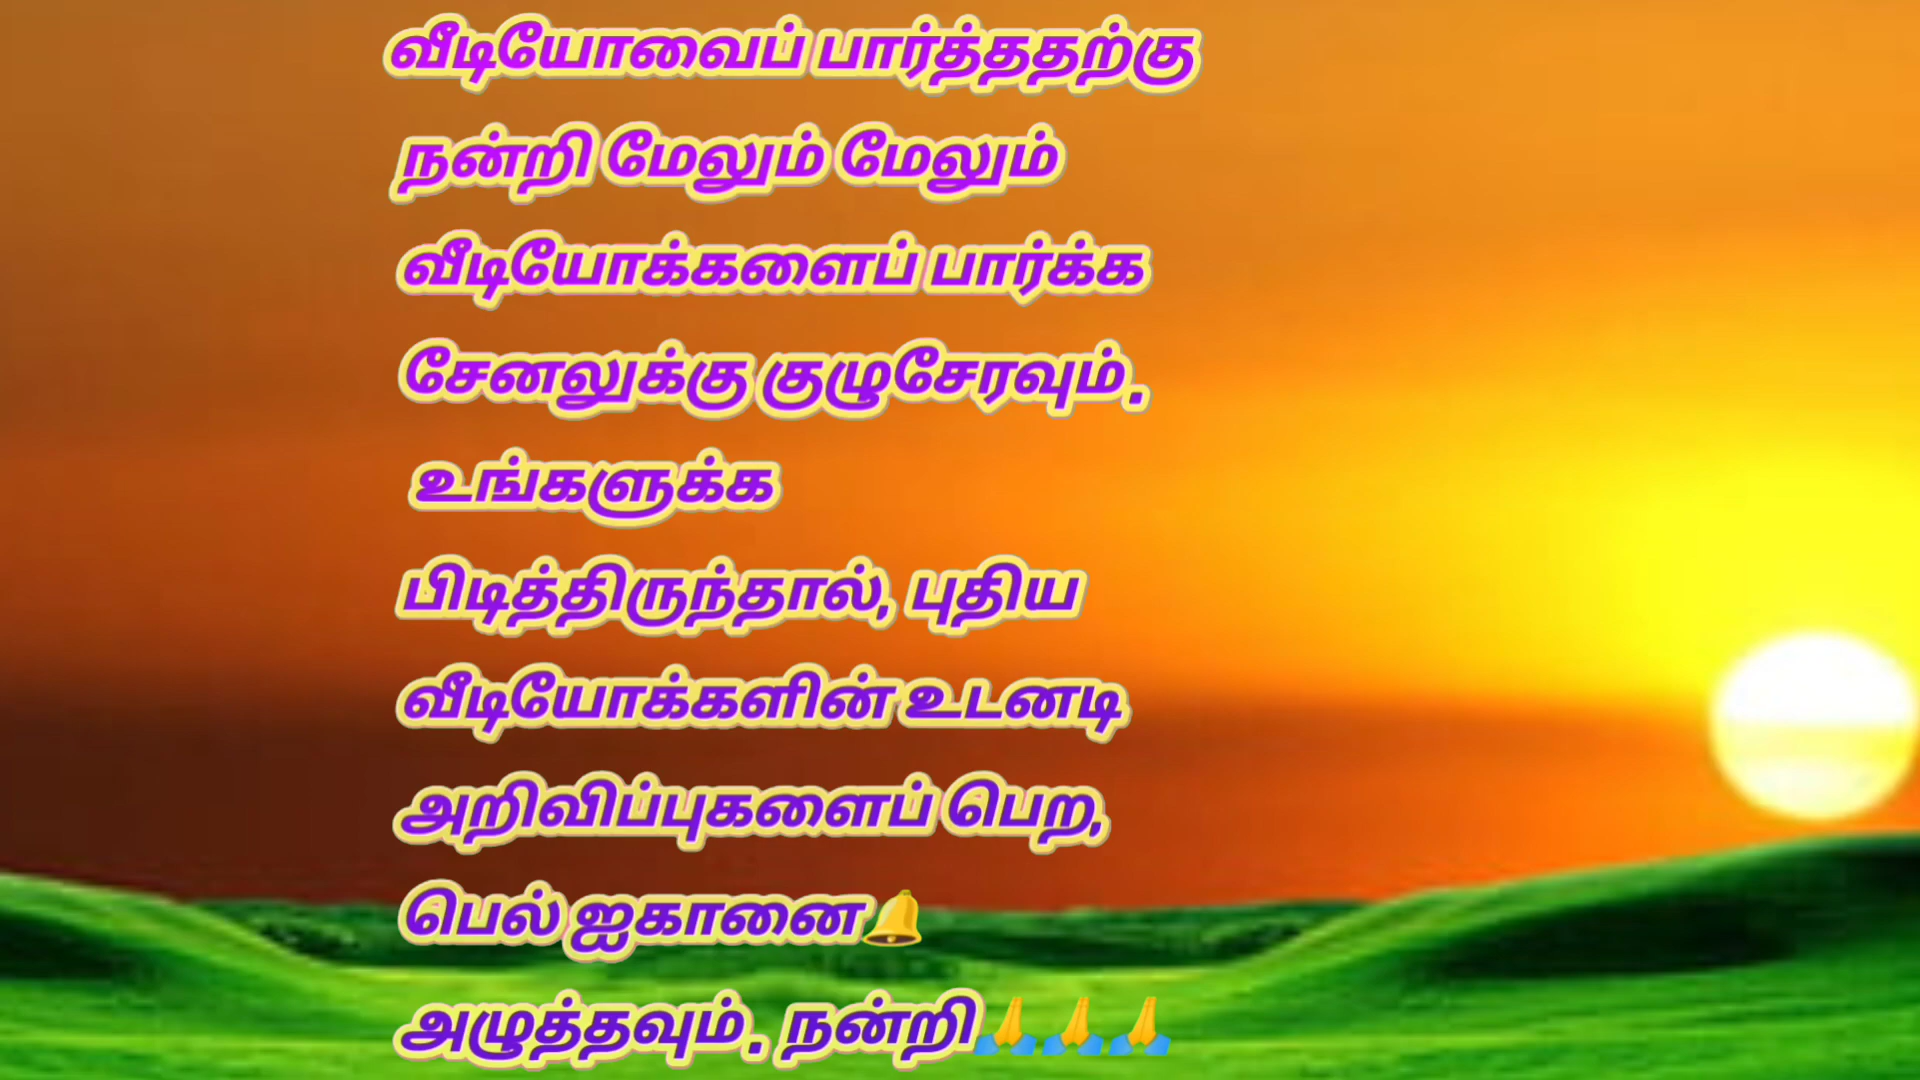 வீடியோவைப் பார்த்ததற்கு
நன்றி மேலும் மேலும்
வீடியோக்களைப் பார்க்க
சேனலுக்கு குழுசேரவும்.
உங்களுக்க
பிடித்திருந்தால், புதிய
வீடியோக்களின் உடனடி
அறிவிப்புகளைப் பெற,
பெல் ஐகானை🔔
அழுத்தவும். நன்றி🙏🙏🙏